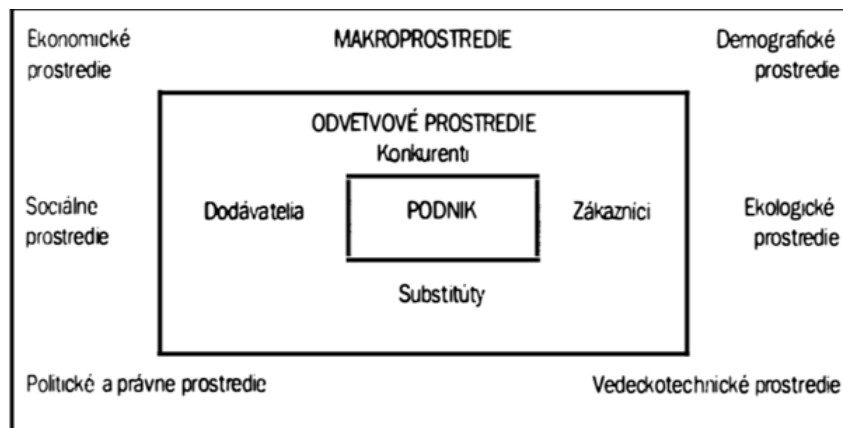 Ekonomické
prostredie
MAKROPROSTREDIE
Demografické
prostredie
ODVETVOVÉ PROSTREDIE
Konkurenti
Sociálne
prostredie
Dodávatelia
PODNIK
Zákazníci
Ekologické
prostredie
Substitúty
Politické a právne prostredie
Vedeckotechnické prostredie